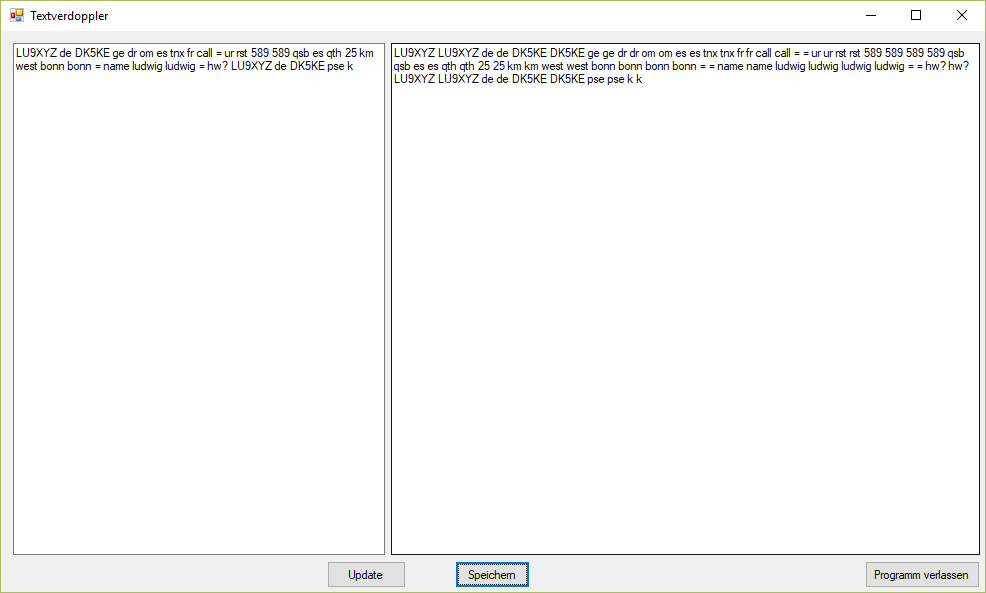 Textverdoppler
LU9XYZ de DK5KE ge dr om es tnx fr call = ur rst 589 589 qsb es qth 25 km
west bonn bonn = name ludwig ludwig = hw? LU9XYZ de DK5KE pse k
LU9XYZ LU9XYZ de de DK5KE DK5KE ge ge dr dr om om es es tnx tnx fr fr call call = = ur ur rst rst 589 589 589 589 qsb
qsb es es qth qth 25 25 km km west west bonn bonn bonn bonn = = name name ludwig ludwig ludwig ludwig = = hw? hw?
LU9XYZ LU9XYZ de de DK5KE DK5KE pse pse k k
Update
Speichern
Programm verlassen